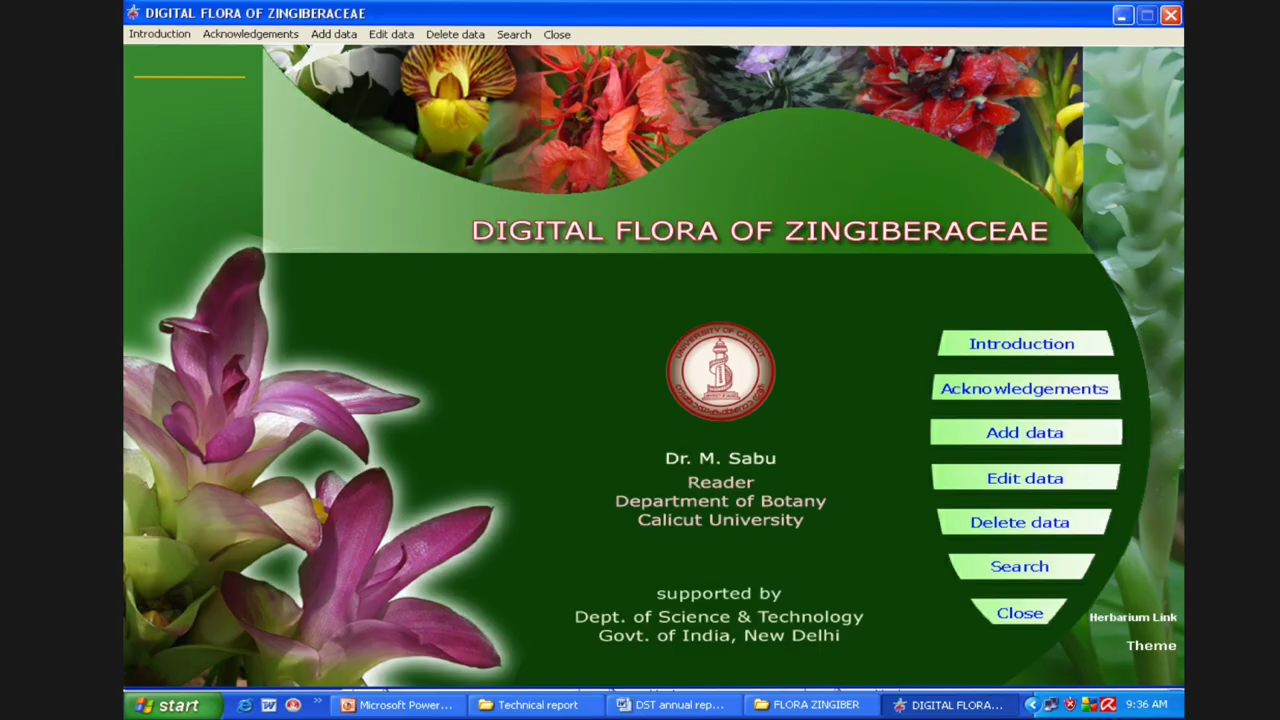 DIGITAL FLORA OF ZINGIBERACEAE
Introduction Acknowledgements Add data Edit data Delete data Search Close
DIGITAL FLORA OF ZINGIBERACEAE
UNIVERSITY OF CALICUT
Dr. M. Sabu
Reader
Department of Botany
Calicut University
supported by
Dept. of Science & Technology
Govt. of India, New Delhi
Introduction
Acknowledgements
Add data
Edit data
Delete data
Search
Close
Herbarium Link
Theme
start Microsoft Power... Technical report DST annual rep... FLORA ZINGIBER DIGITAL FLORA... 9:36 AM